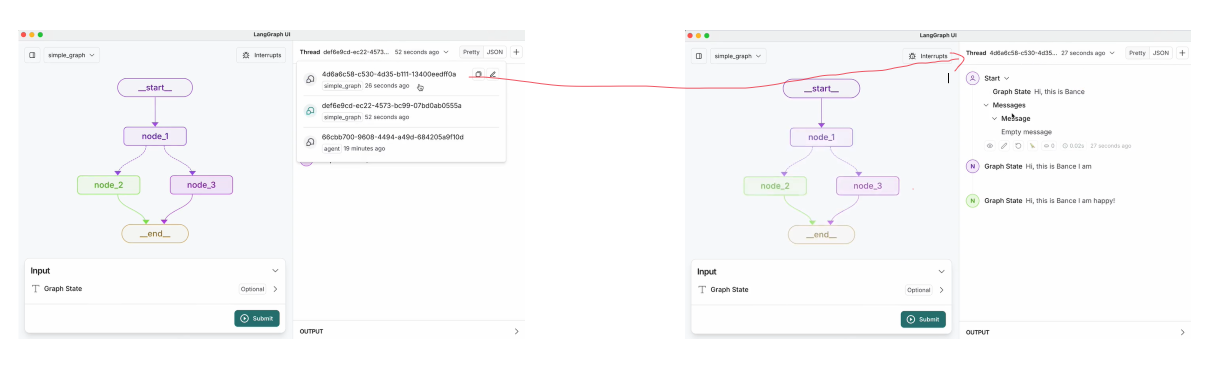 LangGraph UI
simple_graph
Interrupts
Thread def6e9cd-ec22-4573... 52 seconds ago
Pretty JSON
4d6a6c58-c530-4d35-b111-13400eedff0a
simple_graph 26 seconds ago
def6e9cd-ec22-4573-bc99-07bd0ab0555a
simple_graph 52 seconds ago
66cbb700-9608-4494-a49d-684205a9f10d
agent 19 minutes ago
__start__
node_1
node_2
node_3
__end__
Input
Graph State
Optional
Submit
OUTPUT
LangGraph UI
simple_graph
Interrupts
Thread 4d6a6c58-c530-4d35... 27 seconds ago
Pretty JSON
__start__
node_1
node_2
node_3
__end__
Start
Graph State Hi, this is Bance
Messages
Message
Empty message
0 0.02s 27 seconds ago
N Graph State Hi, this is Bance I am
N Graph State Hi, this is Bance I am happy!
Input
Graph State
Optional
Submit
OUTPUT